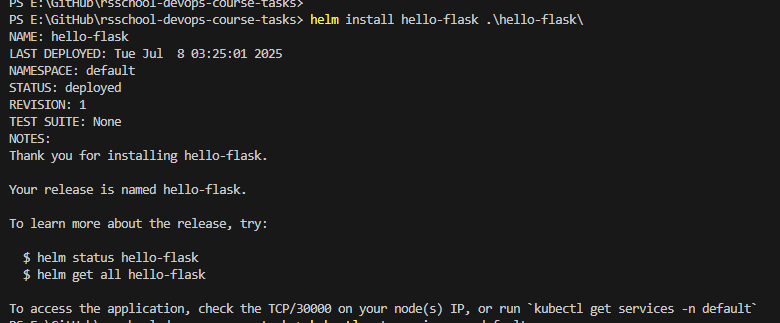 PS E:\GitHub\rsschool-devops-course-tasks>
PS E:\GitHub\rsschool-devops-course-tasks> helm install hello-flask .\hello-flask\
NAME: hello-flask
LAST DEPLOYED: Tue Jul  8 03:25:01 2025
NAMESPACE: default
STATUS: deployed
REVISION: 1
TEST SUITE: None
NOTES:
Thank you for installing hello-flask.
Your release is named hello-flask.
To learn more about the release, try:
  $ helm status hello-flask
  $ helm get all hello-flask
To access the application, check the TCP/30000 on your node(s) IP, or run `kubectl get services -n default`